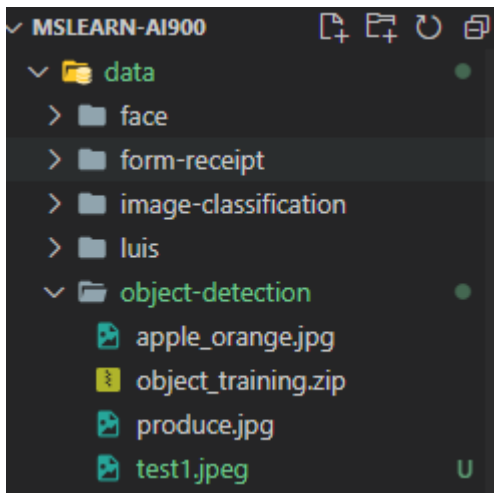 MSLEARN-AI900
data
face
form-receipt
image-classification
luis
object-detection
apple_orange.jpg
object_training.zip
produce.jpg
test1.jpeg U